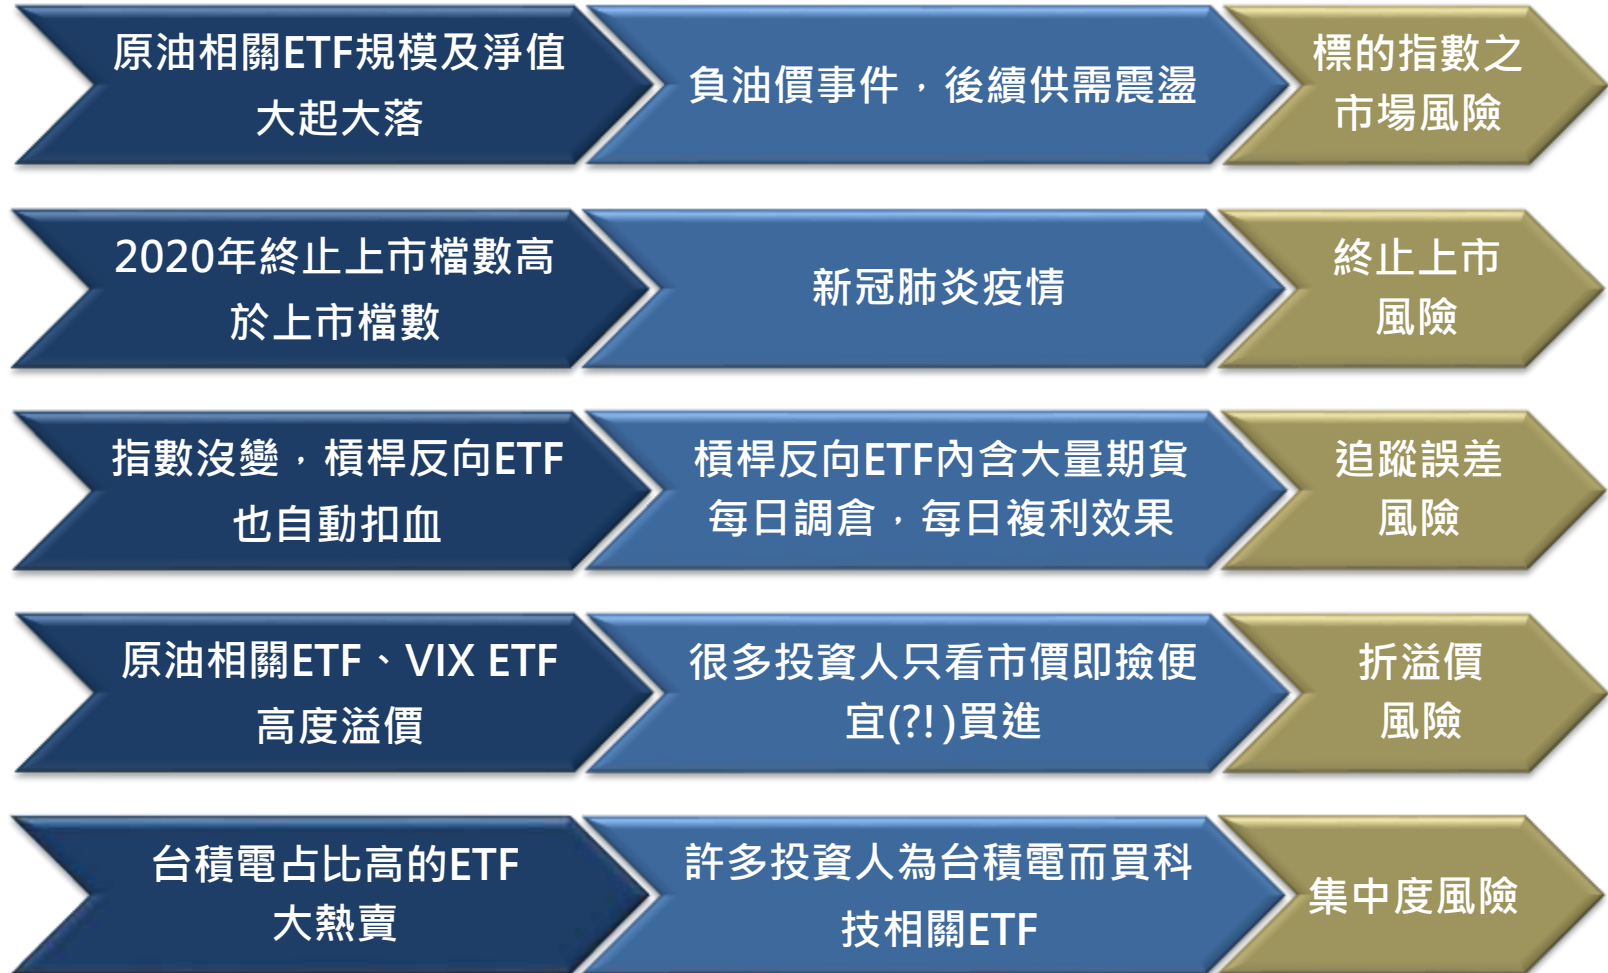 原油相關ETF規模及淨值
大起大落
負油價事件，後續供需震盪
標的指數之
市場風險
2020年終止上市檔數高
於上市檔數
新冠肺炎疫情
終止上市
風險
指數沒變，槓桿反向ETF
也自動扣血
槓桿反向ETF內含大量期貨
每日調倉，每日複利效果
追蹤誤差
風險
原油相關ETF、VIX ETF
高度溢價
很多投資人只看市價即撿便
宜(?!)買進
折溢價
風險
台積電占比高的ETF
大熱賣
許多投資人為台積電而買科
技相關ETF
集中度風險